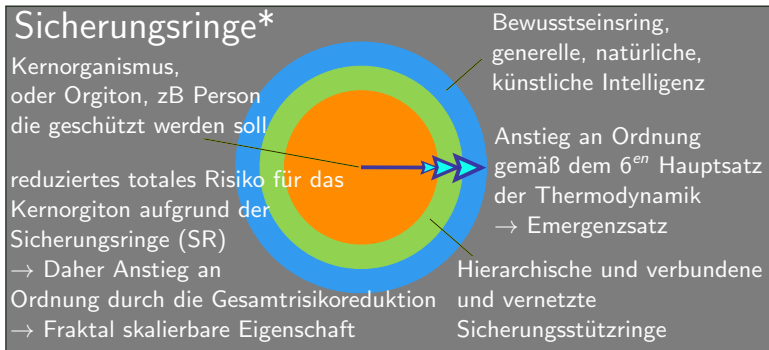 Sicherungsringe*
Kernorganismus,
oder Orgiton, zB Person
die geschützt werden soll
reduziertes totales Risiko für das
Kernorgiton aufgrund der
Sicherungsringe (SR)
→ Daher Anstieg an
Ordnung durch die Gesamtrisikoreduktion
→ Fraktal skalierbare Eigenschaft
Bewusstseinsring,
generelle, natürliche,
künstliche Intelligenz
Anstieg an Ordnung
gemäß dem 6^en Hauptsatz
der Thermodynamik
→ Emergenzsatz
Hierarchische und verbundene
und vernetzte
Sicherungsstützringe